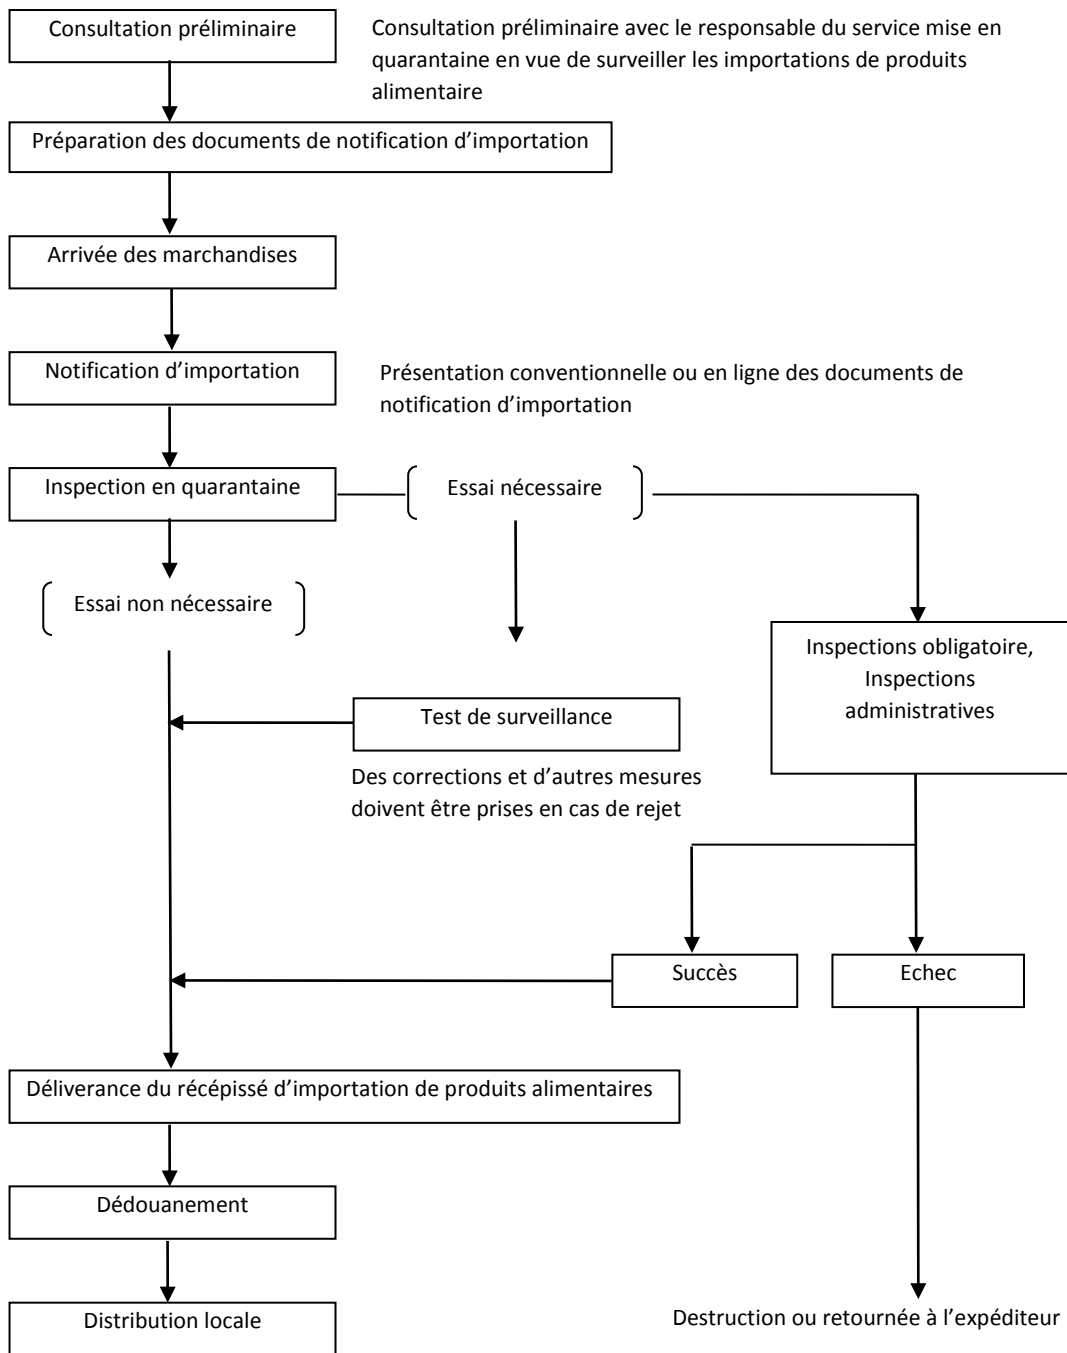 Consultation préliminaire
Consultation préliminaire avec le responsable du service mise en
quarantaine en vue de surveiller les importations de produits
alimentaire
Préparation des documents de notification d’importation
Arrivée des marchandises
Notification d’importation
Présentation conventionnelle ou en ligne des documents de
notification d’importation
Inspection en quarantaine
Essai nécessaire
Essai non nécessaire
Inspections obligatoire,
Inspections
administratives
Test de surveillance
Des corrections et d’autres mesures
doivent être prises en cas de rejet
Succès
Echec
Déliverance du récépissé d’importation de produits alimentaires
Dédouanement
Distribution locale
Destruction ou retournée à l’expéditeur